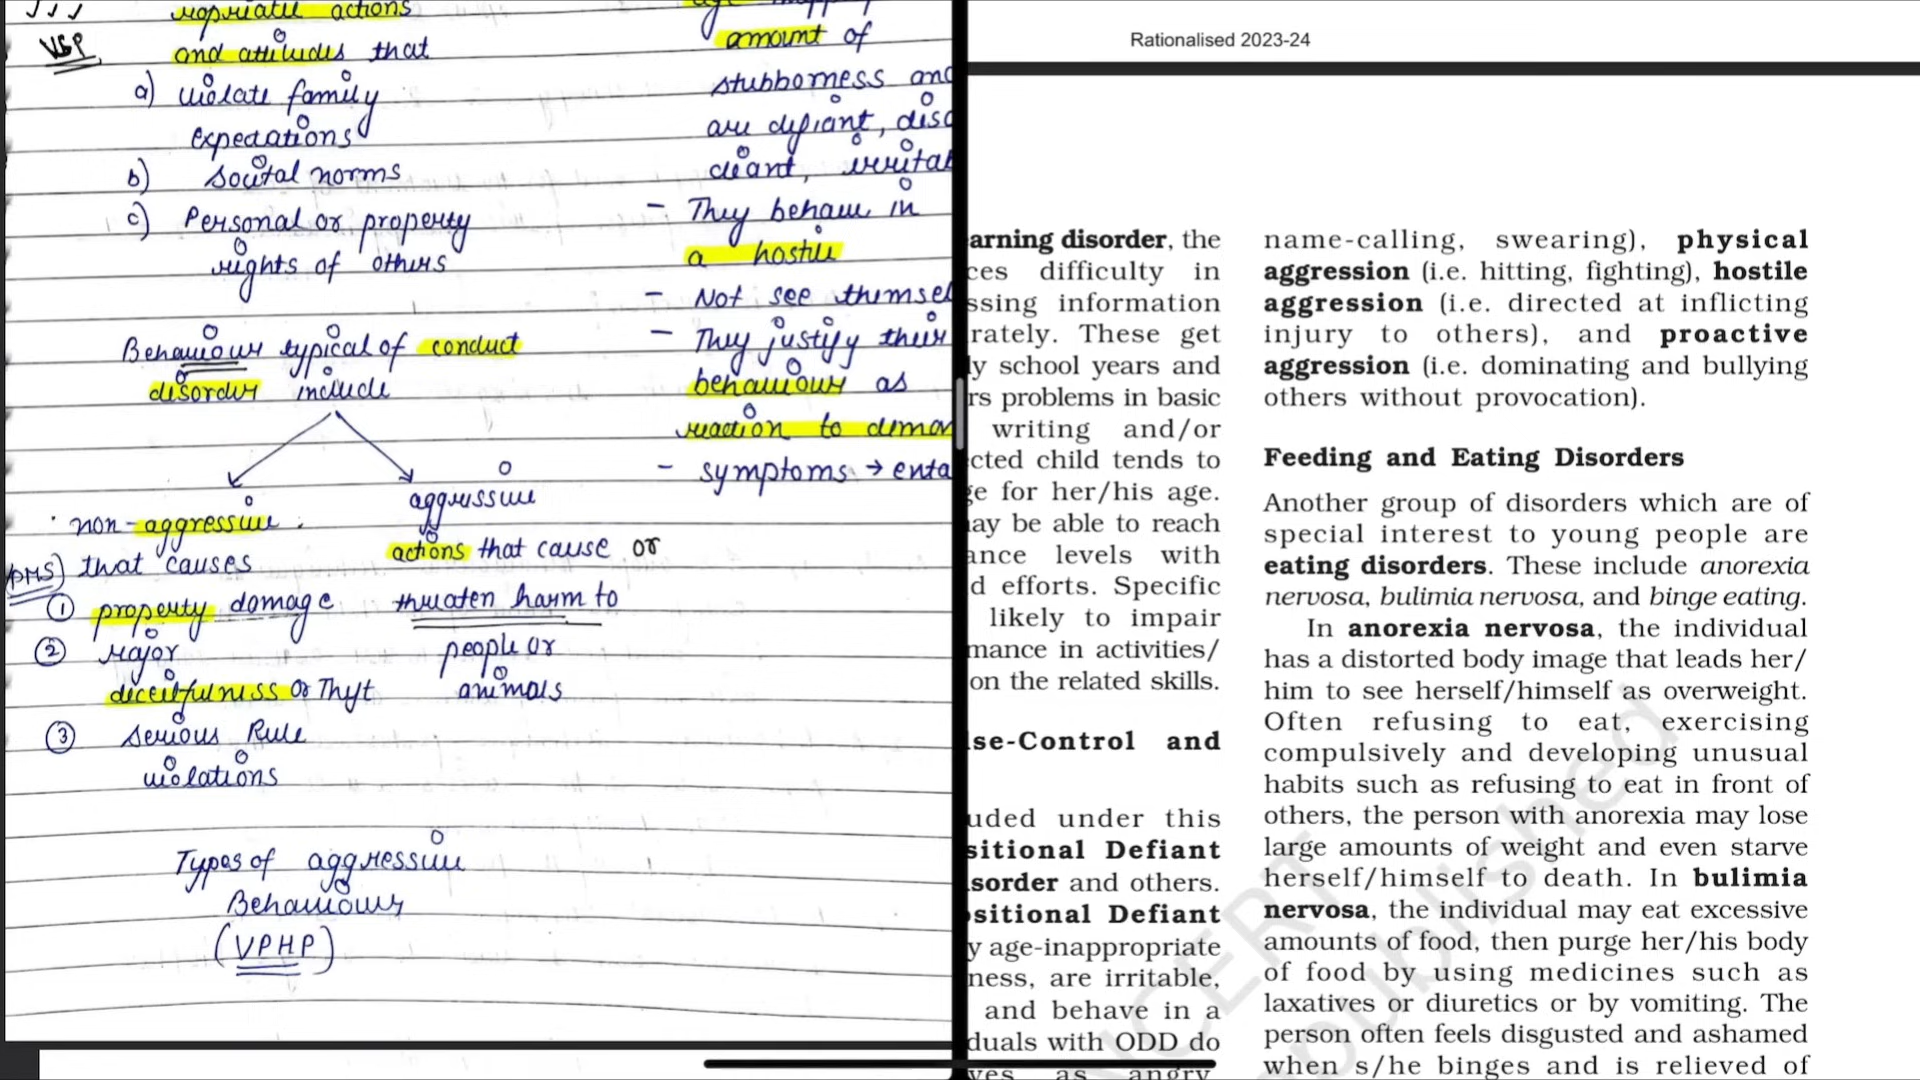 ropriate actions
VSP
and attitudes that
a) violate family
expectations
b) Societal norms
c) Personal or property
rights of others
Behaviour typical of conduct
disorder include
non-aggressive
that causes
(PMS)
① property damage
② Major
deceitfulness or Theft
③ serious Rule
violations
aggressive
actions that cause or
threaten harm to
people or
animals
Types of aggressive
Behaviours
(VPHP)
amount of
stubborness and
are defiant, diso
dient, irritab
- They behave in
a hostile
- Not see themsel
- They justify their
behaviour as
reaction to deman
- symptoms → enta
Rationalised 2023-24
arning disorder, the
ces difficulty in
ssing information
rately. These get
ly school years and
rs problems in basic
writing and/or
cted child tends to
ge for her/his age.
ay be able to reach
ance levels with
d efforts. Specific
likely to impair
mance in activities/
on the related skills.
se-Control and
uded under this
sitional Defiant
sorder and others.
sitional Defiant
y age-inappropriate
ness, are irritable,
and behave in a
duals with ODD do
ves as angry,
name-calling, swearing), physical
aggression (i.e. hitting, fighting), hostile
aggression (i.e. directed at inflicting
injury to others), and proactive
aggression (i.e. dominating and bullying
others without provocation).
Feeding and Eating Disorders
Another group of disorders which are of
special interest to young people are
eating disorders. These include anorexia
nervosa, bulimia nervosa, and binge eating.
In anorexia nervosa, the individual
has a distorted body image that leads her/
him to see herself/himself as overweight.
Often refusing to eat, exercising
compulsively and developing unusual
habits such as refusing to eat in front of
others, the person with anorexia may lose
large amounts of weight and even starve
herself/himself to death. In bulimia
nervosa, the individual may eat excessive
amounts of food, then purge her/his body
of food by using medicines such as
laxatives or diuretics or by vomiting. The
person often feels disgusted and ashamed
when s/he binges and is relieved of